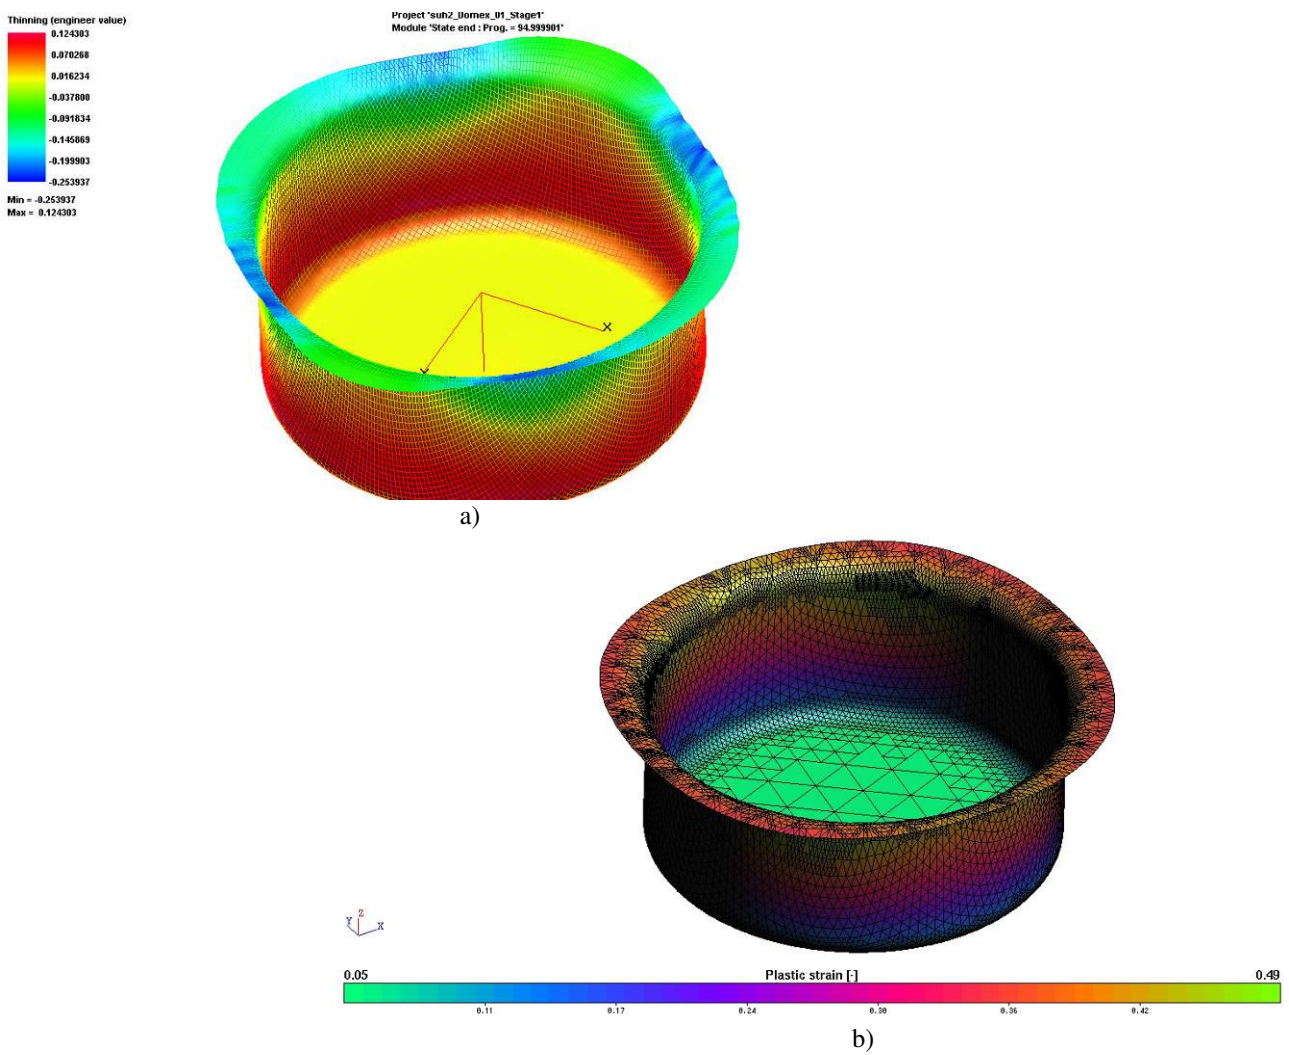 Thinning (engineer value)
0.124303
0.070268
0.016234
-0.037800
-0.091834
-0.145869
-0.199903
-0.253937
Min = -0.253937
Max = 0.124303
Project 'suh2_Domex_01_Stage1'
Module 'State end : Prog. = 94.999901'
X
Y
a)
Y
Z
X
0.05
Plastic strain [-]
0.49
0.11
0.17
0.24
0.30
0.36
0.42
b)